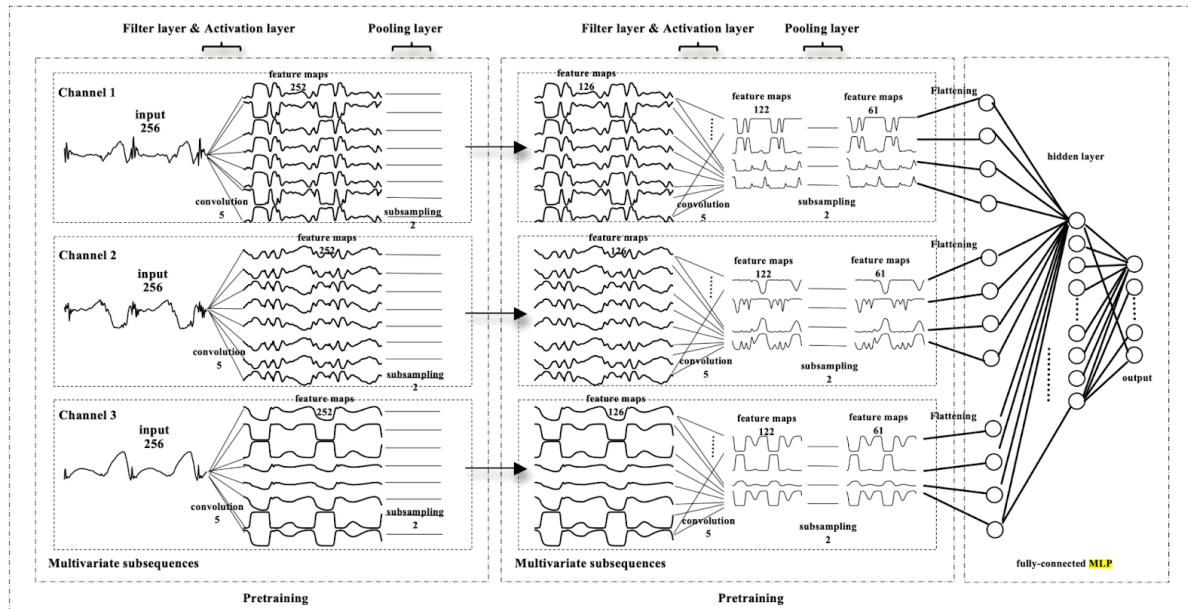 Filter layer & Activation layer
Pooling layer
Filter layer & Activation layer
Pooling layer
Channel 1
input
256
feature maps
252
convolution
5
subsampling
2
feature maps
126
convolution
5
feature maps
122
feature maps
61
subsampling
2
Flattening
Channel 2
input
256
feature maps
252
convolution
5
subsampling
2
feature maps
126
convolution
5
feature maps
122
feature maps
61
subsampling
2
Flattening
Channel 3
input
256
feature maps
252
convolution
5
subsampling
2
feature maps
126
convolution
5
feature maps
122
feature maps
61
subsampling
2
Flattening
hidden layer
output
Multivariate subsequences
Multivariate subsequences
fully-connected MLP
Pretraining
Pretraining